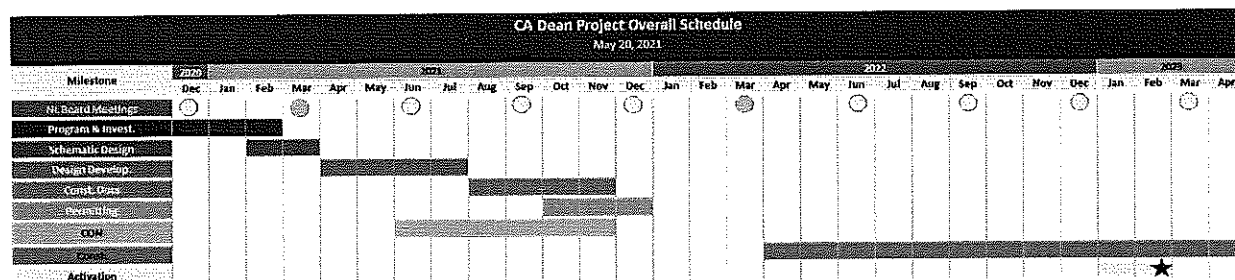 CA Dean Project Overall Schedule
May 20, 2021
Milestone 2020 2021 2022 2023
Dec Jan Feb Mar Apr May Jun Jul Aug Sep Oct Nov Dec Jan Feb Mar Apr May Jun Jul Aug Sep Oct Nov Dec Jan Feb Mar Apr
NL Board Meetings
Program & Invest.
Schematic Design
Design Develop.
Const. Docs
Permitting
CON
Const.
Activation